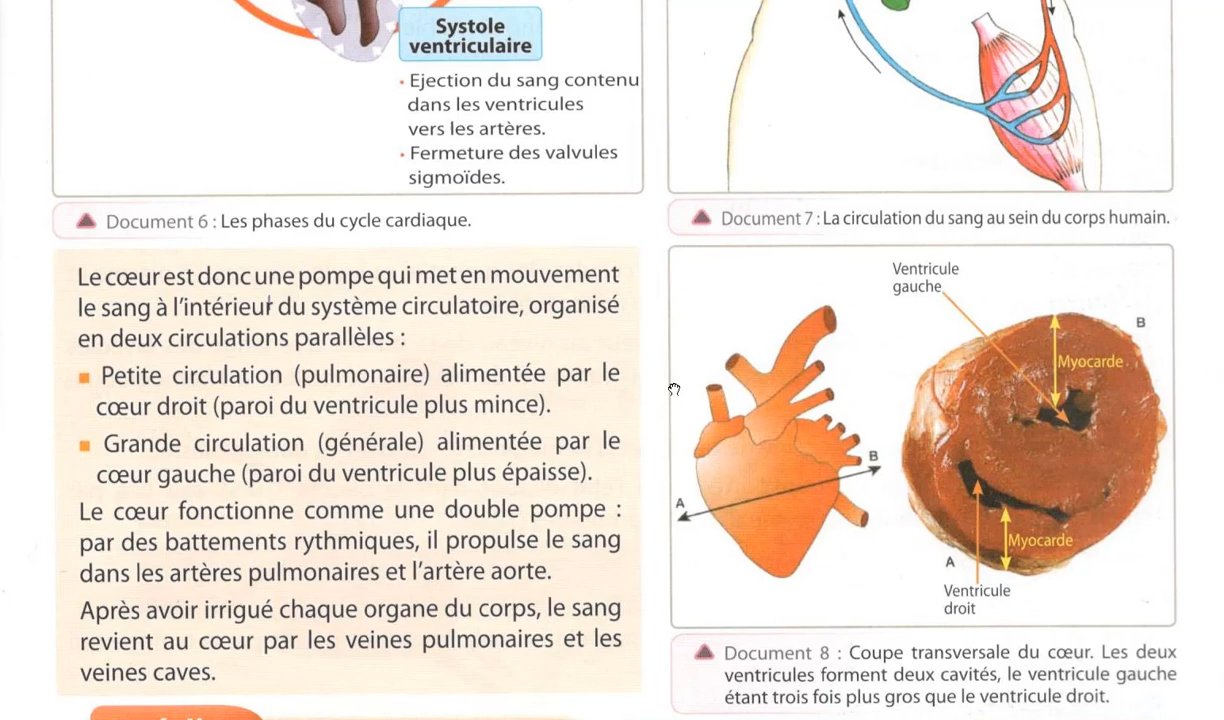 Systole
ventriculaire
• Ejection du sang contenu
dans les ventricules
vers les artères.
• Fermeture des valvules
sigmoïdes.
Document 6 : Les phases du cycle cardiaque.
Document 7 : La circulation du sang au sein du corps humain.
Le cœur est donc une pompe qui met en mouvement
le sang à l'intérieur du système circulatoire, organisé
en deux circulations parallèles :
Petite circulation (pulmonaire) alimentée par le
cœur droit (paroi du ventricule plus mince).
Grande circulation (générale) alimentée par le
cœur gauche (paroi du ventricule plus épaisse).
Le cœur fonctionne comme une double pompe :
par des battements rythmiques, il propulse le sang
dans les artères pulmonaires et l'artère aorte.
Après avoir irrigué chaque organe du corps, le sang
revient au cœur par les veines pulmonaires et les
veines caves.
Ventricule
gauche
B
Myocarde
B
A
Myocarde
A
Ventricule
droit
Document 8 : Coupe transversale du cœur. Les deux
ventricules forment deux cavités, le ventricule gauche
étant trois fois plus gros que le ventricule droit.